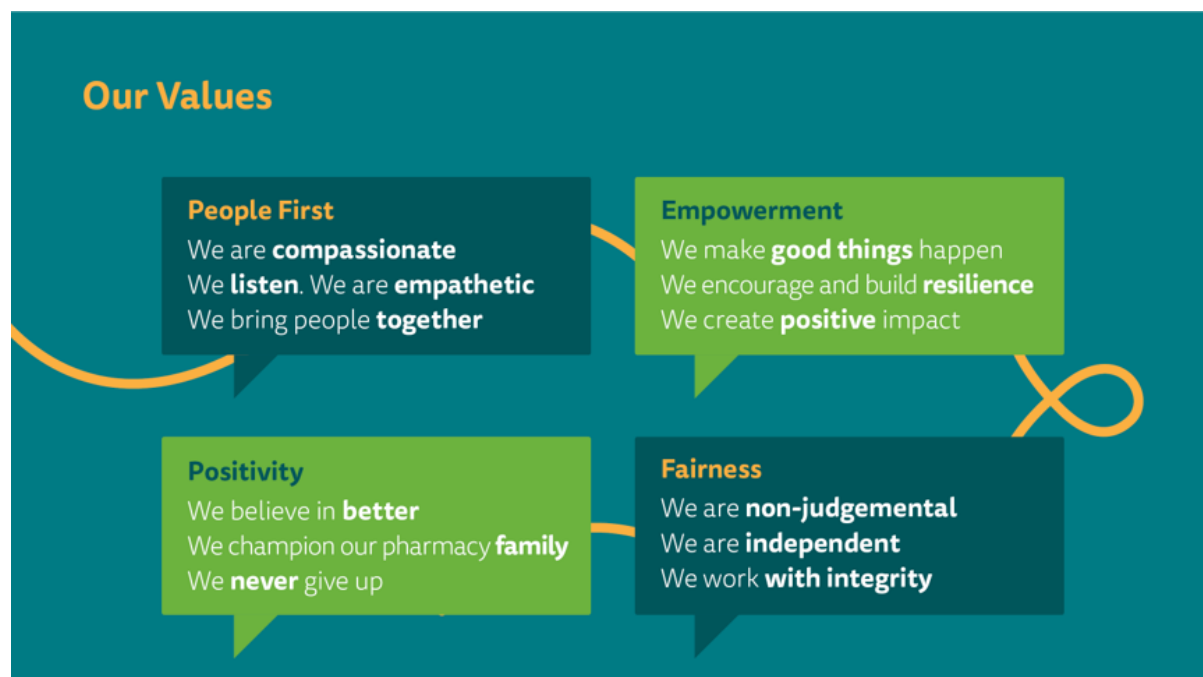 Our Values
People First
We are compassionate
We listen. We are empathetic
We bring people together
Empowerment
We make good things happen
We encourage and build resilience
We create positive impact
Positivity
We believe in better
We champion our pharmacy family
We never give up
Fairness
We are non-judgemental
We are independent
We work with integrity